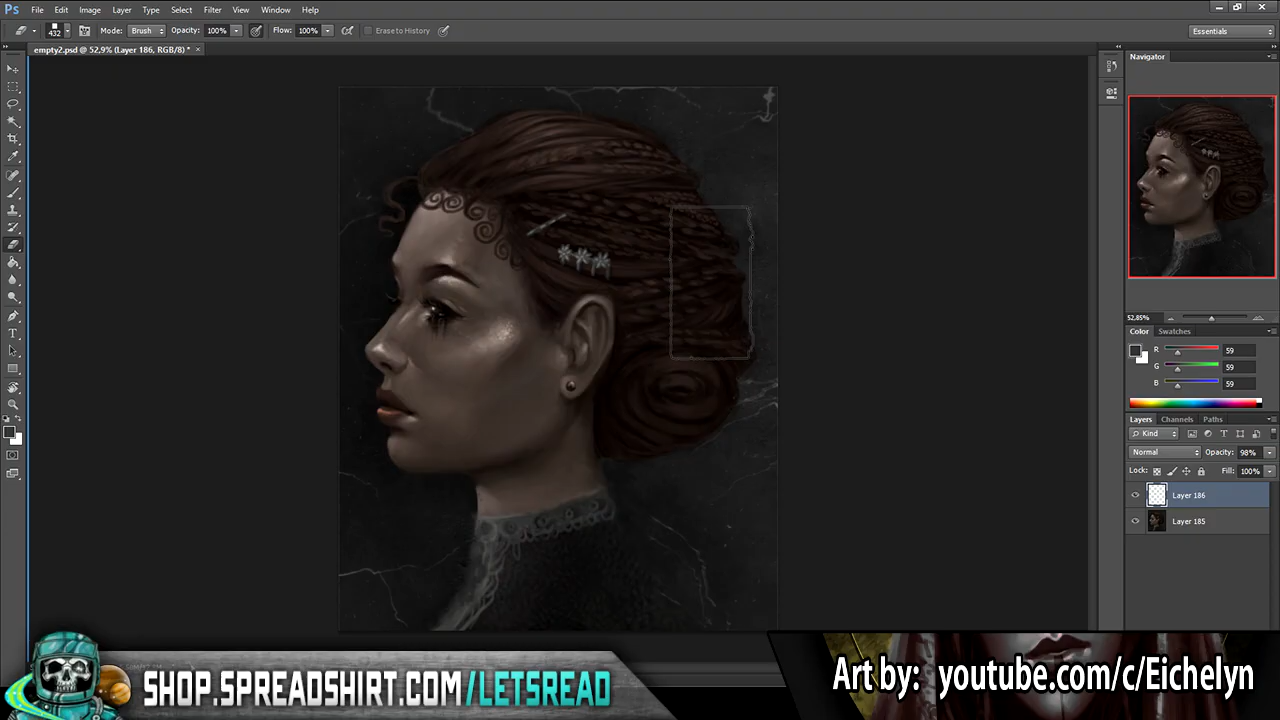 Ps File Edit Image Layer Type Select Filter View Window Help
432 Mode: Brush Opacity: 100% Flow: 100% Erase to History Essentials
empty2.psd @ 52,9% (Layer 186, RGB/8) * ×
Navigator
52,85%
Color Swatches
R 59
G 59
B 59
Layers Channels Paths
Kind
Normal Opacity: 98%
Lock: Fill: 100%
Layer 186
Layer 185
SHOP.SPREADSHIRT.COM/LETSREAD
Art by: youtube.com/c/Eichelyn